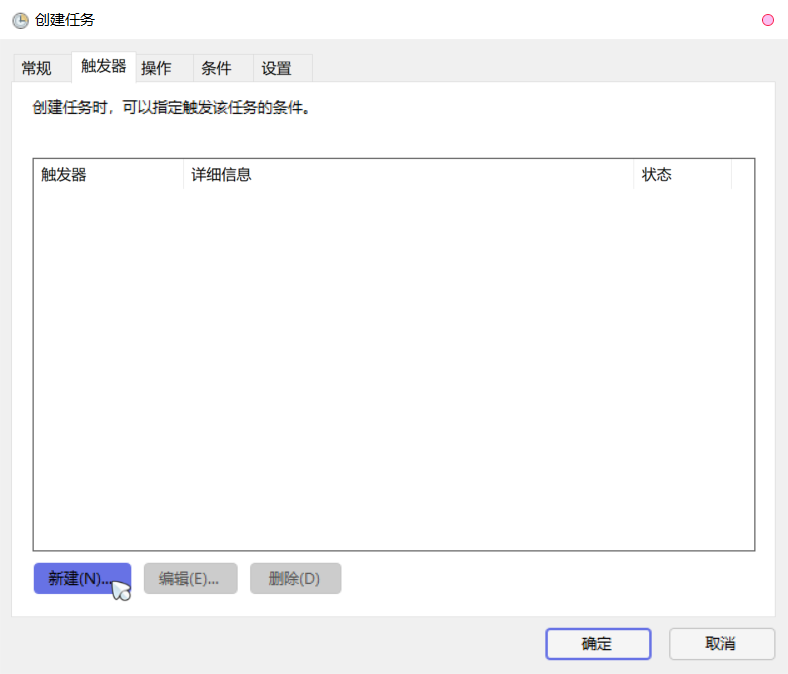 创建任务
常规 触发器 操作 条件 设置
创建任务时，可以指定触发该任务的条件。
触发器 详细信息 状态
新建(N)... 编辑(E)... 删除(D)
确定 取消